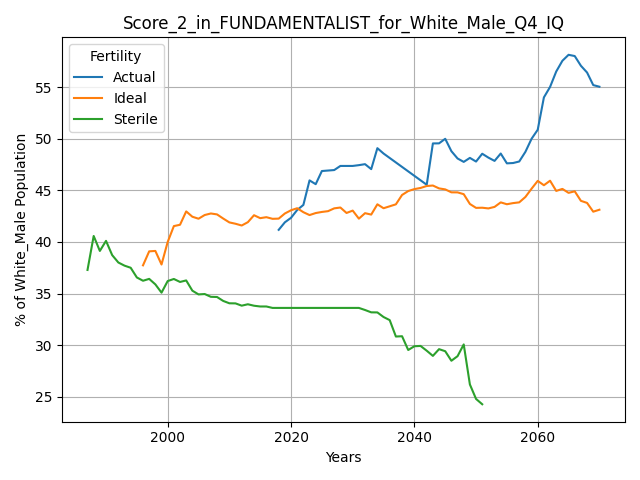 Score_2_in_FUNDAMENTALIST_for_White_Male_Q4_IQ
Fertility
Actual
Ideal
Sterile
% of White_Male Population
55
50
45
40
35
30
25
2000 2020 2040 2060
Years